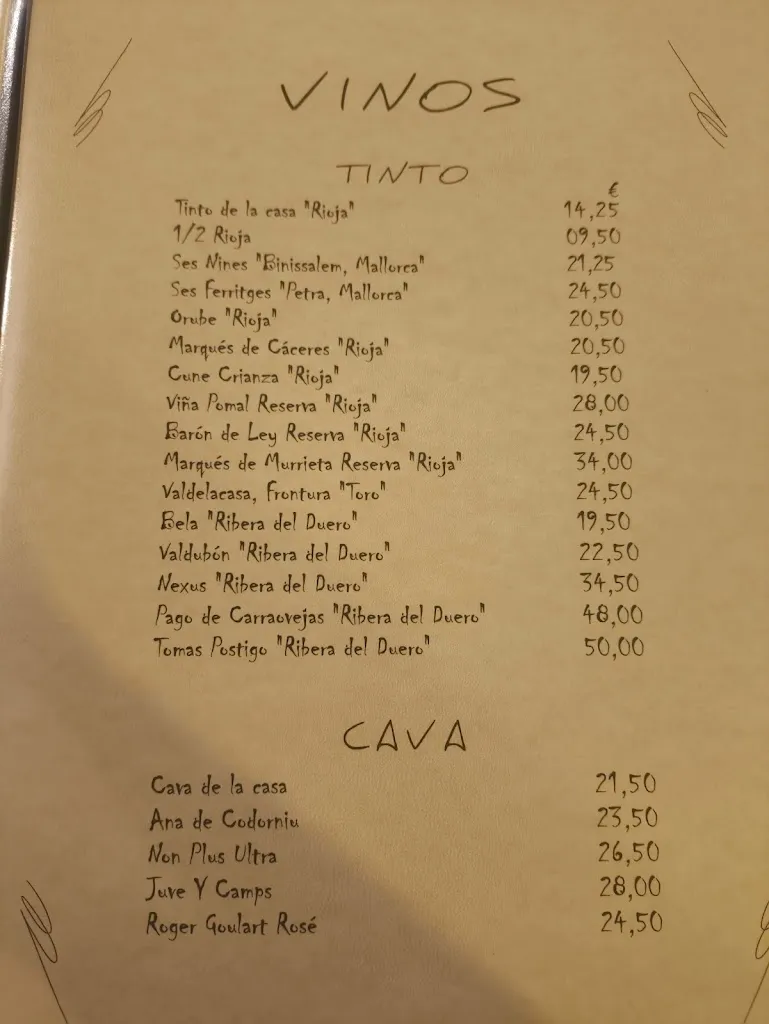 VINOS
TINTO
€
Tinto de la casa "Rioja" 14,25
1/2 Rioja 09,50
Ses Nines "Binissalem, Mallorca" 21,25
Ses Ferritges "Petra, Mallorca" 24,50
Orube "Rioja" 20,50
Marqués de Cáceres "Rioja" 20,50
Cune Crianza "Rioja" 19,50
Viña Pomal Reserva "Rioja" 28,00
Barón de Ley Reserva "Rioja" 24,50
Marqués de Murrieta Reserva "Rioja" 34,00
Valdelacasa, Frontura "Toro" 24,50
Bela "Ribera del Duero" 19,50
Valdubón "Ribera del Duero" 22,50
Nexus "Ribera del Duero" 34,50
Pago de Carraovejas "Ribera del Duero" 48,00
Tomas Postigo "Ribera del Duero" 50,00
CAVA
Cava de la casa 21,50
Ana de Codorniu 23,50
Non Plus Ultra 26,50
Juve Y Camps 28,00
Roger Goulart Rosé 24,50